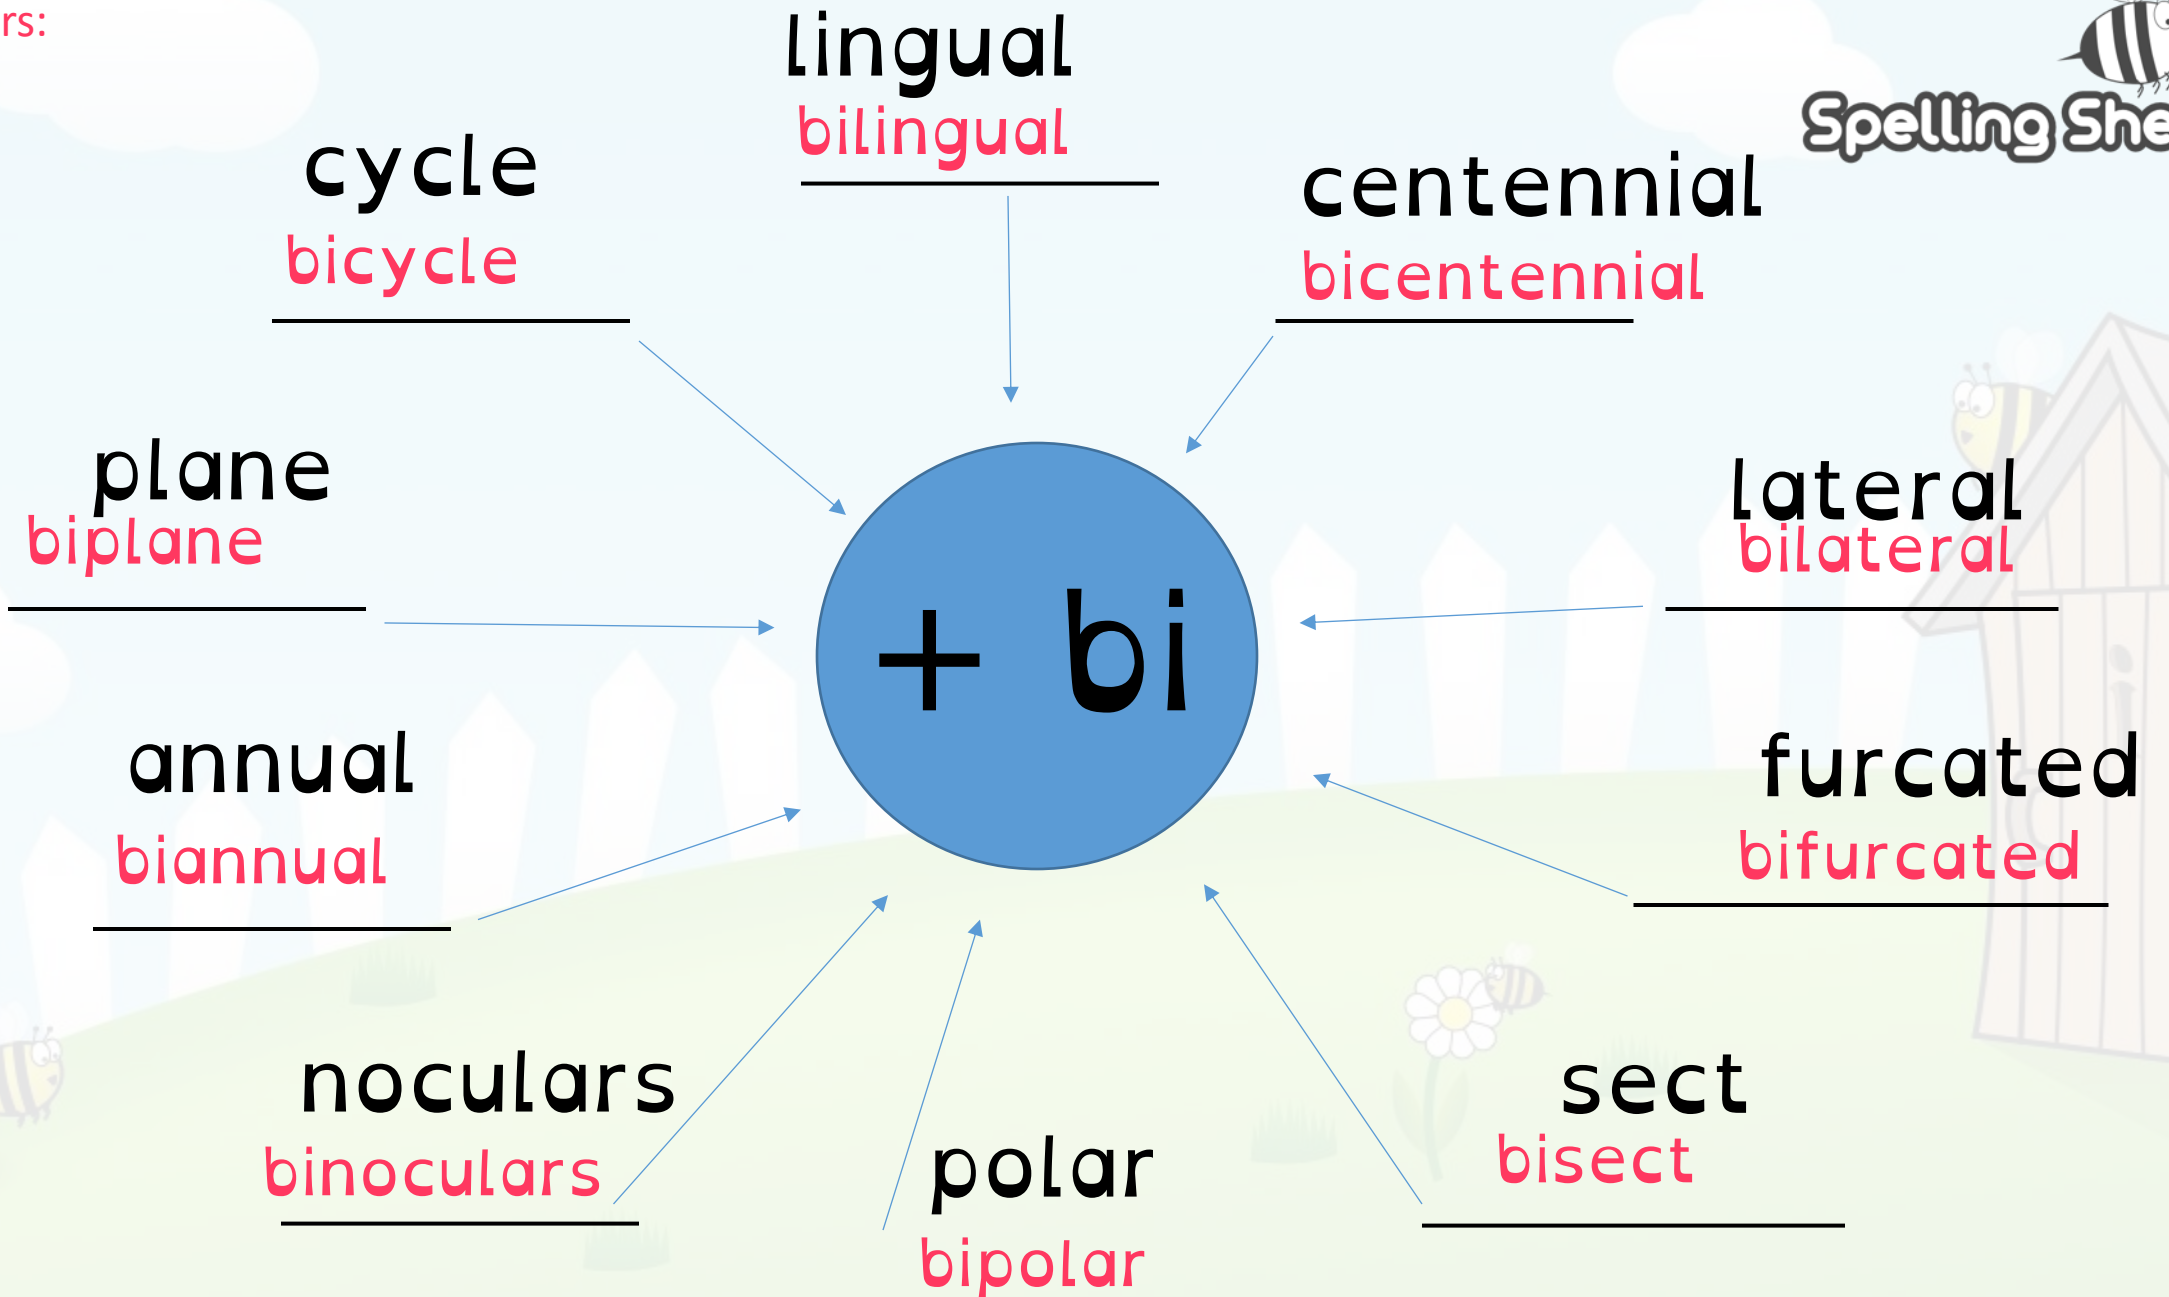 rs:
lingual
bilingual
Spelling She
cycle
bicycle
centennial
bicentennial
plane
biplane
lateral
bilateral
+ bi
annual
biannual
furcated
bifurcated
noculars
binoculars
polar
bipolar
sect
bisect